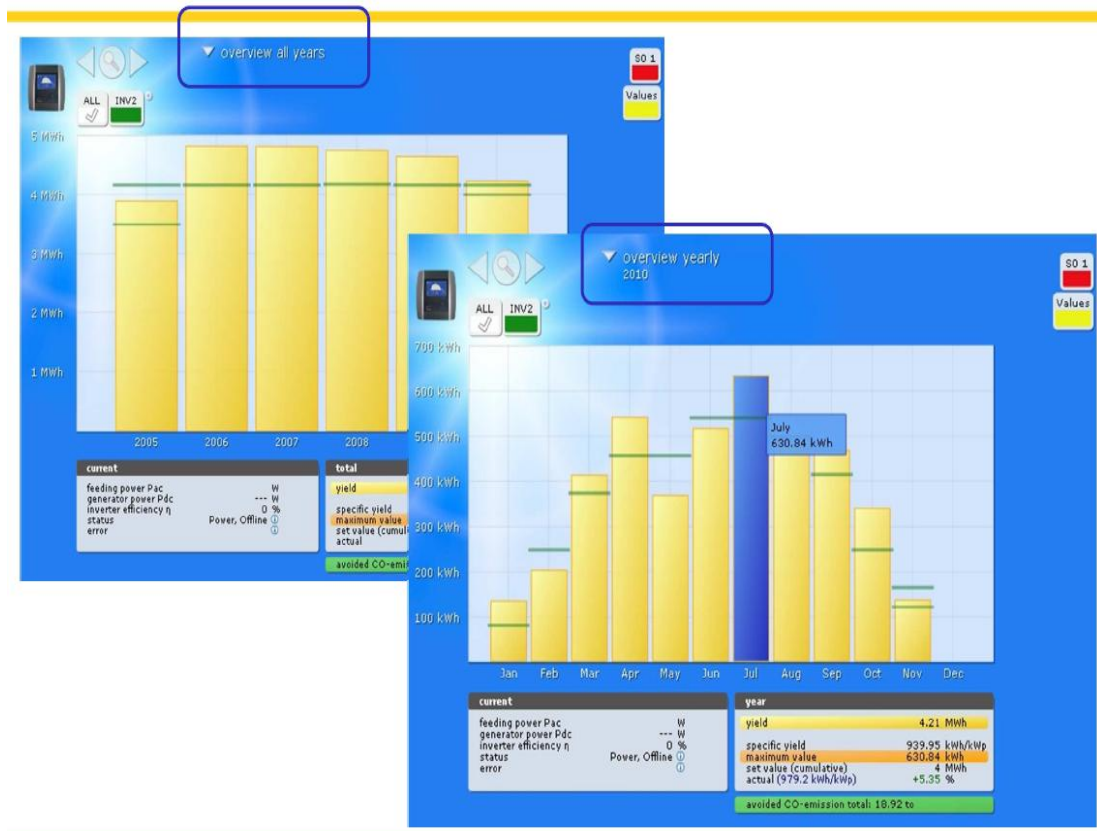 overview all years
S0 1
ALL INV2
Values
5 MWh
4 MWh
3 MWh
2 MWh
1 MWh
2005 2006 2007 2008
current
feeding power Pac W
generator power Pdc --- W
inverter efficiency η 0 %
status Power, Offline
error
total
yield
specific yield
maximum value
set value (cumul
actual
avoided CO-emi
overview yearly
2010
S0 1
ALL INV2
Values
700 kWh
600 kWh
500 kWh
400 kWh
300 kWh
200 kWh
100 kWh
July
630.84 kWh
Jan Feb Mar Apr May Jun Jul Aug Sep Oct Nov Dec
current
feeding power Pac W
generator power Pdc --- W
inverter efficiency η 0 %
status Power, Offline
error
year
yield 4.21 MWh
specific yield 939.95 kWh/kWp
maximum value 630.84 kWh
set value (cumulative) 4 MWh
actual (979.2 kWh/kWp) +5.35 %
avoided CO-emission total: 18.92 to